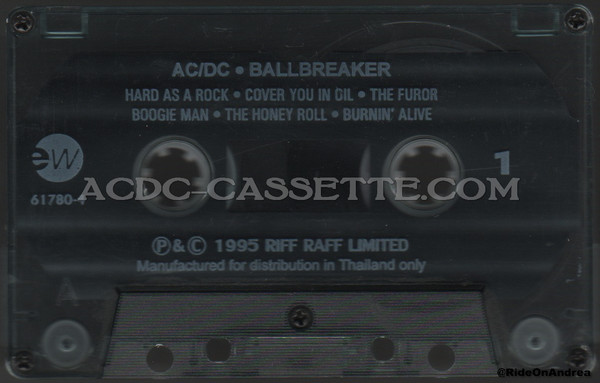 AC/DC • BALLBREAKER
HARD AS A ROCK • COVER YOU IN OIL • THE FUROR
BOOGIE MAN • THE HONEY ROLL • BURNIN' ALIVE
ew
1
ACDC-CASSETTE.COM
61780-4
Ⓟ & © 1995 RIFF RAFF LIMITED
Manufactured for distribution in Thailand only
A
©RideOnAndrea